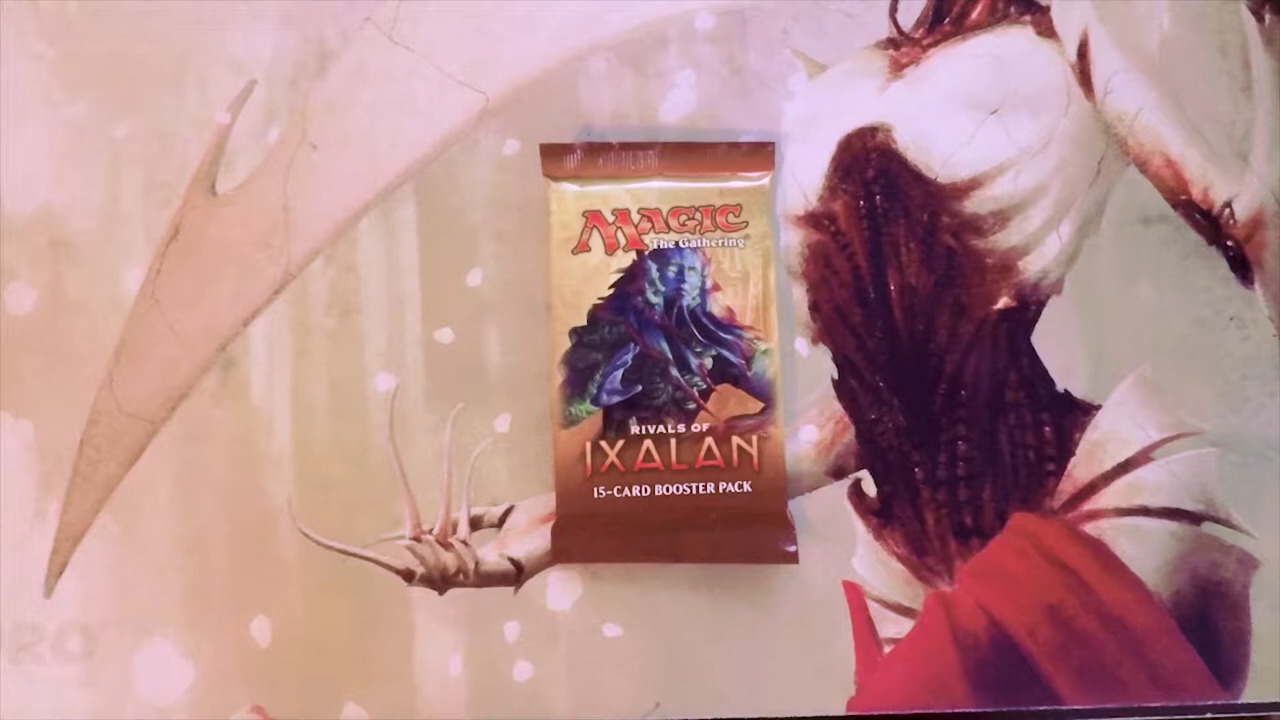 MAGIC
The Gathering
RIVALS OF
IXALAN
15-CARD BOOSTER PACK